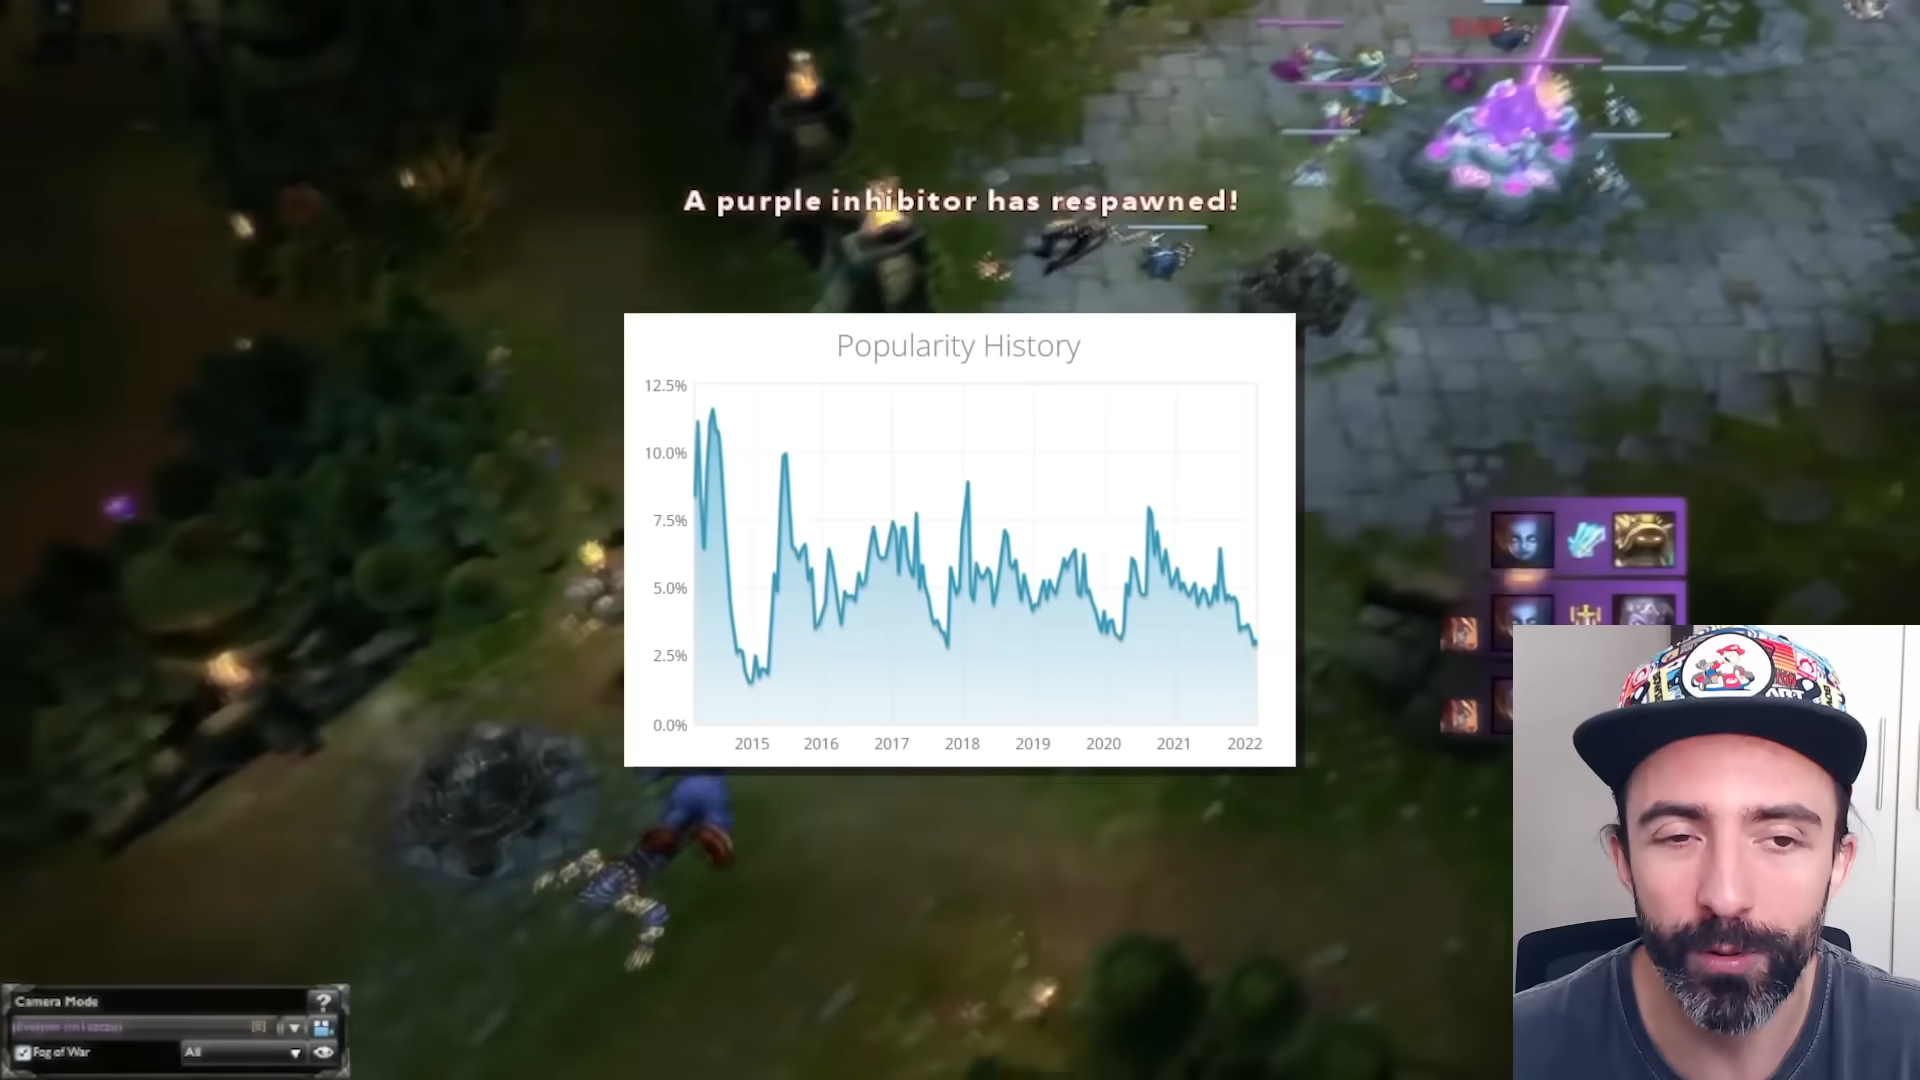 A purple inhibitor has respawned!
Popularity History
12.5%
10.0%
7.5%
5.0%
2.5%
0.0%
2015 2016 2017 2018 2019 2020 2021 2022
Camera Mode
?
Fog of War
All